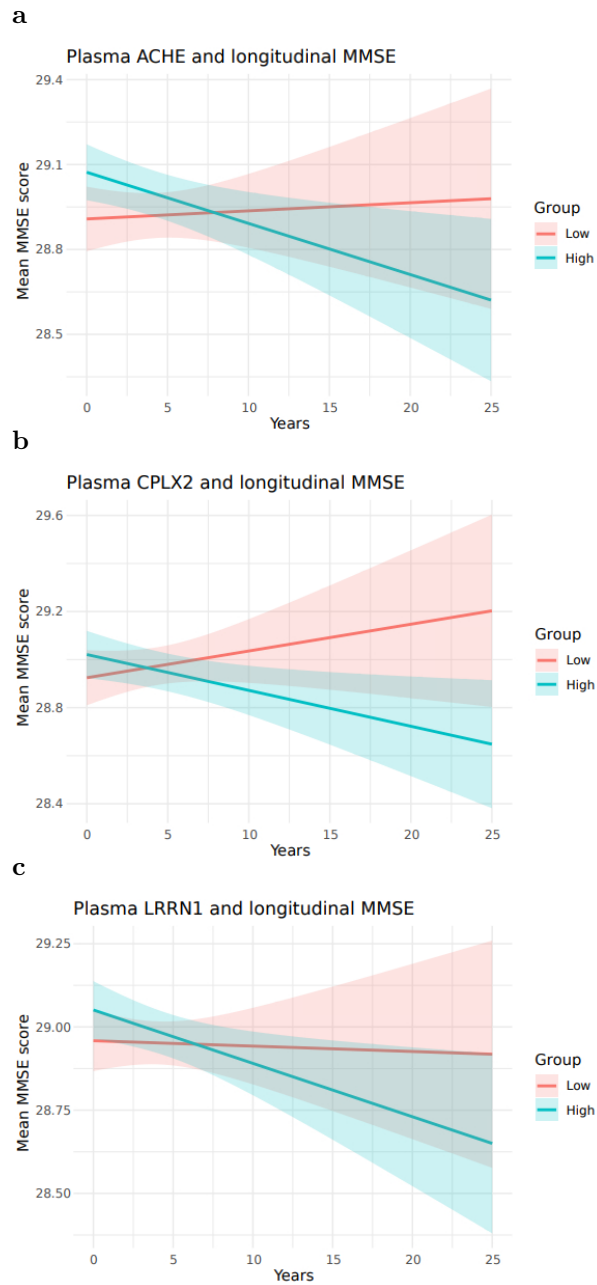 a
Plasma ACHE and longitudinal MMSE
29.4
29.1
28.8
28.5
Mean MMSE score
0 5 10 15 20 25
Years
Group
Low
High
b
Plasma CPLX2 and longitudinal MMSE
29.6
29.2
28.8
28.4
Mean MMSE score
0 5 10 15 20 25
Years
Group
Low
High
c
Plasma LRRN1 and longitudinal MMSE
29.25
29.00
28.75
28.50
Mean MMSE score
0 5 10 15 20 25
Years
Group
Low
High